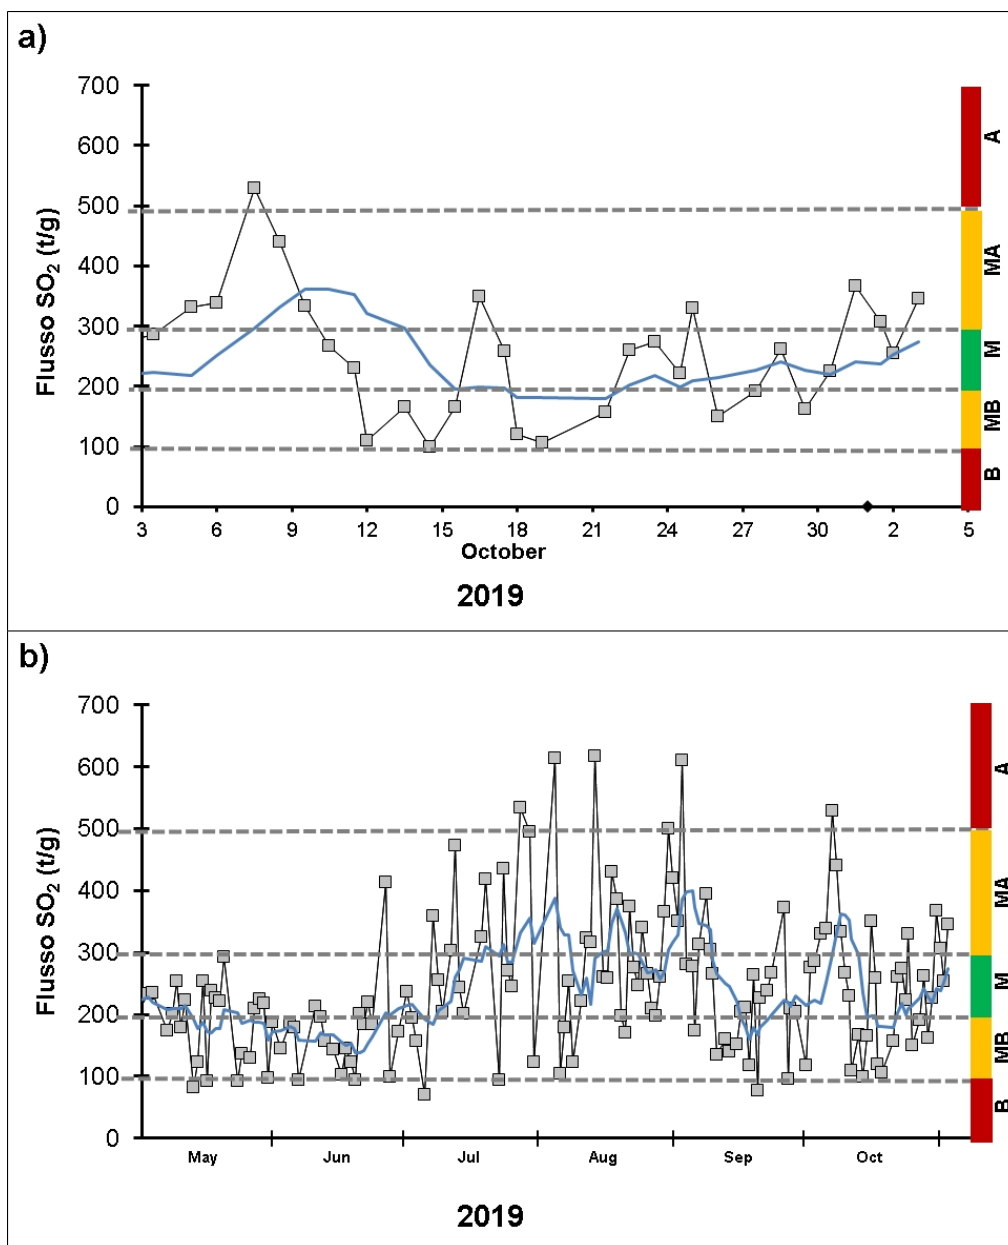 a)
700
600
500
400
300
200
100
0
Flusso SO₂ (t/g)
A
MA
M
MB
B
3 6 9 12 15 18 21 24 27 30 2 5
October
2019
b)
700
600
500
400
300
200
100
0
Flusso SO₂ (t/g)
A
MA
M
MB
B
May Jun Jul Aug Sep Oct
2019